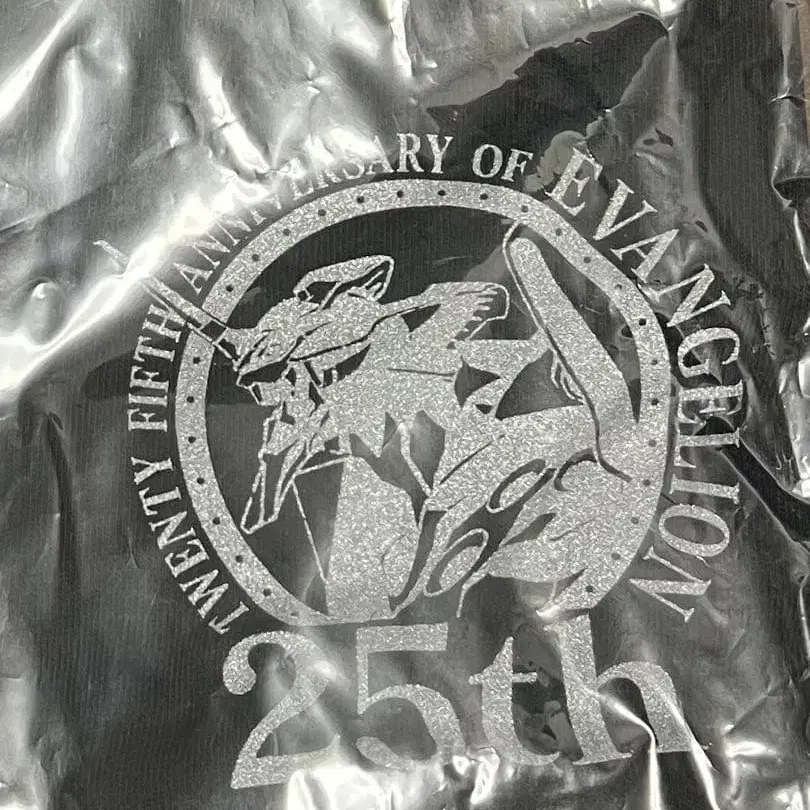 TWENTY FIFTH ANNIVERSARY OF EVANGELION
25th